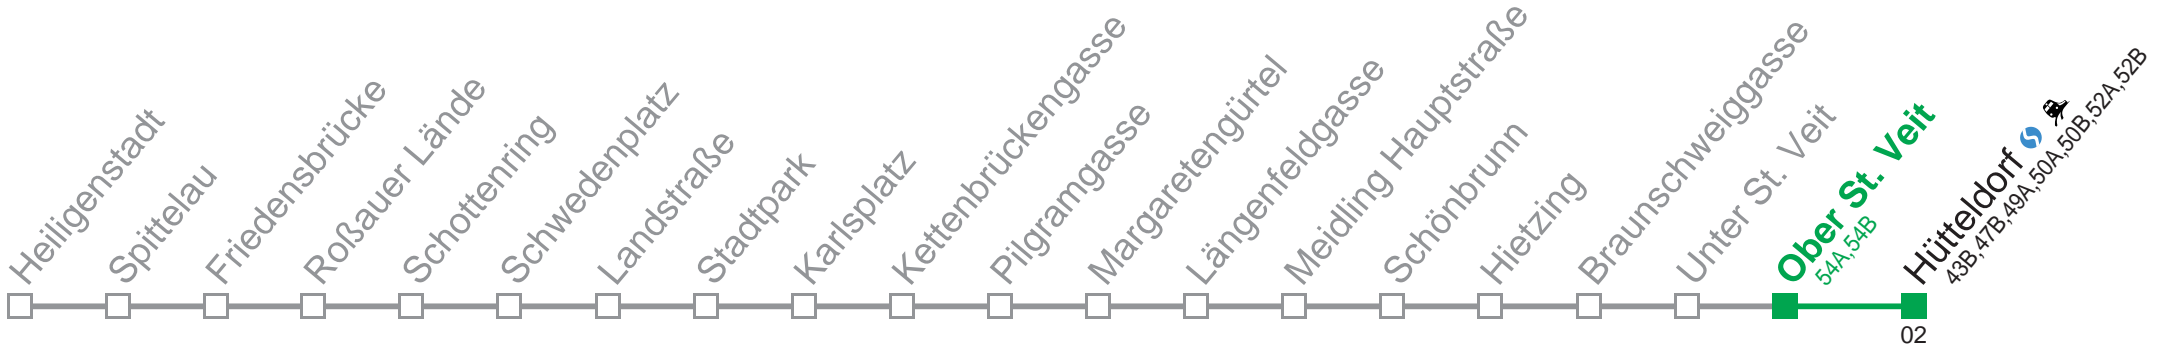 Heiligenstadt
Spittelau
Friedensbrücke
Roßauer Lände
Schottenring
Schwedenplatz
Landstraße
Stadtpark
Karlsplatz
Kettenbrückengasse
Pilgramgasse
Margaretengürtel
Längenfeldgasse
Meidling Hauptstraße
Schönbrunn
Hietzing
Braunschweiggasse
Unter St. Veit
Ober St. Veit
54A,54B
Hütteldorf
43B,47B,49A,50A,50B,52A,52B
02